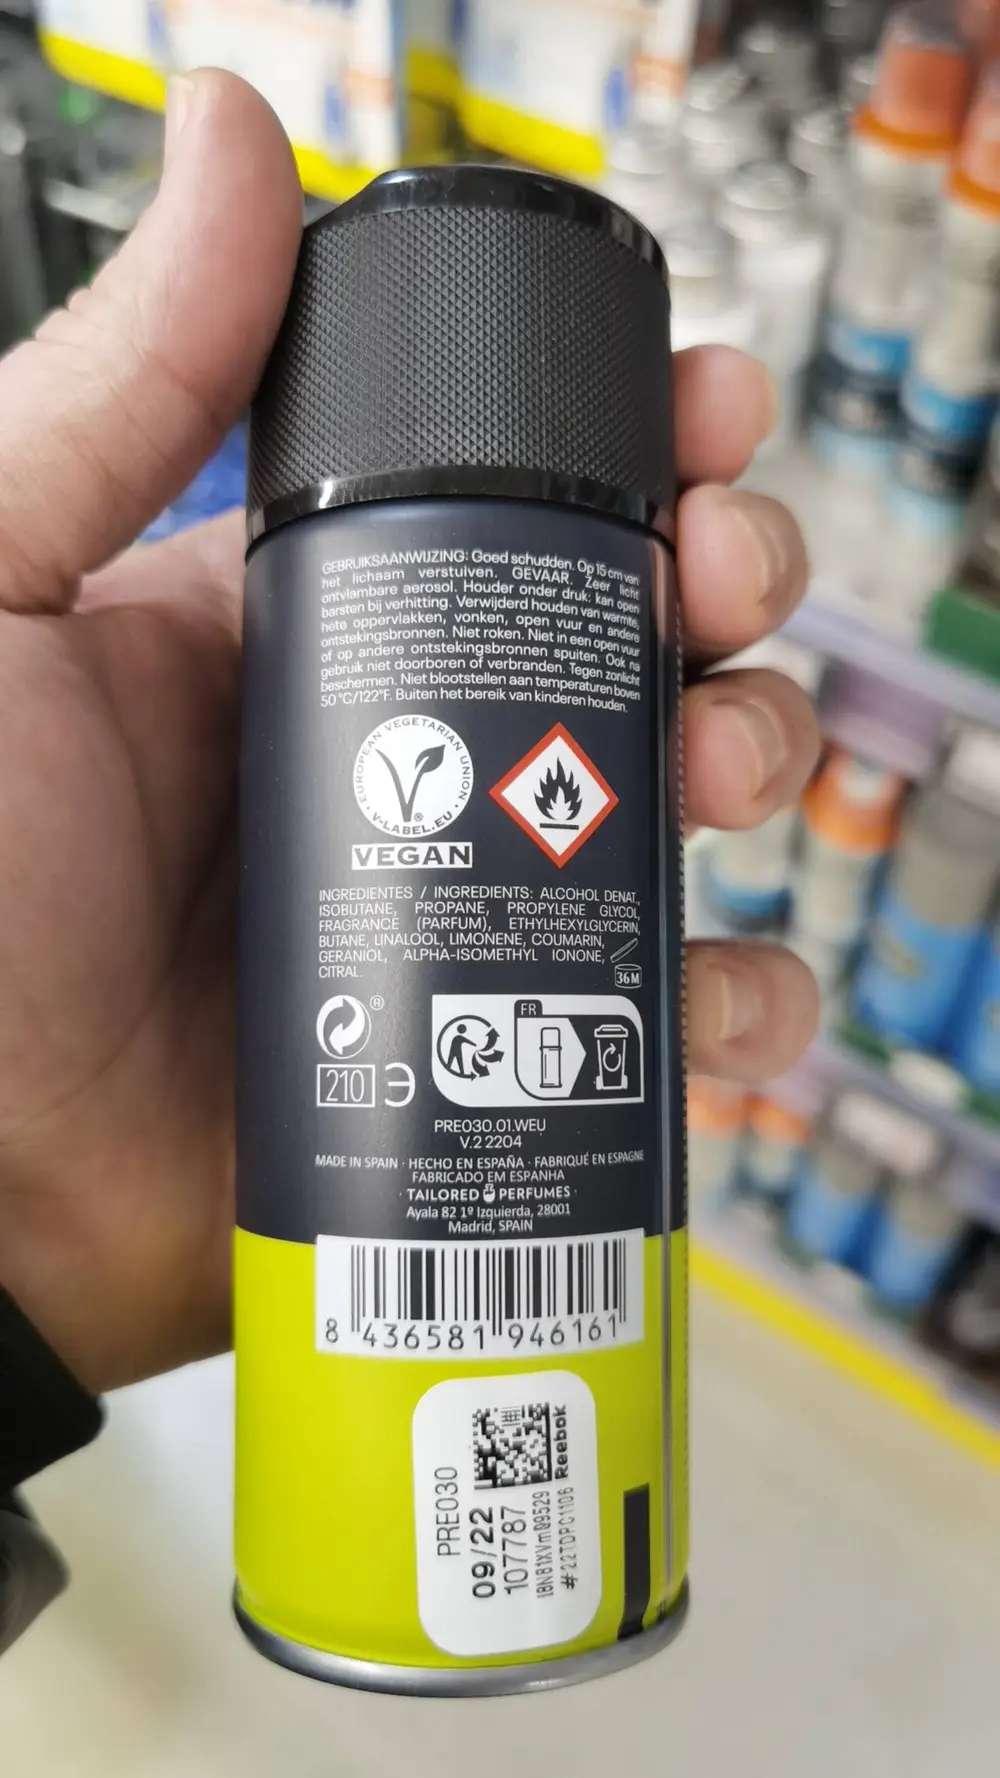 GEBRUIKSAANWIJZING: Goed schudden. Op 15 cm van
het lichaam verstuiven. GEVAAR. Zeer licht
ontvlambare aerosol. Houder onder druk: kan open
barsten bij verhitting. Verwijderd houden van warmte,
hete oppervlakken, vonken, open vuur en andere
ontstekingsbronnen. Niet roken. Niet in een open vuur
of op andere ontstekingsbronnen spuiten. Ook na
gebruik niet doorboren of verbranden. Tegen zonlicht
beschermen. Niet blootstellen aan temperaturen boven
50 °C/122°F. Buiten het bereik van kinderen houden.
EUROPEAN VEGETARIAN UNION
V-LABEL.EU
VEGAN
INGREDIENTES / INGREDIENTS: ALCOHOL DENAT.,
ISOBUTANE, PROPANE, PROPYLENE GLYCOL,
FRAGRANCE (PARFUM), ETHYLHEXYLGLYCERIN,
BUTANE, LINALOOL, LIMONENE, COUMARIN,
GERANIOL, ALPHA-ISOMETHYL IONONE,
CITRAL.
36M
FR
210
PRE030.01.WEU
V.2 2204
MADE IN SPAIN · HECHO EN ESPAÑA · FABRIQUÉ EN ESPAGNE
FABRICADO EM ESPANHA
· TAILORED PERFUMES ·
Ayala 82 1º Izquierda, 28001
Madrid, SPAIN
8 436581 946161
PRE030
09/22
107787
I8N81XVm09529
#22TDPC1106
Reebok